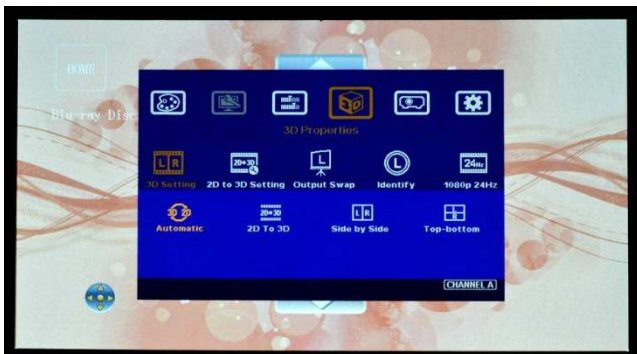 HOME
Blu-ray Disc
3D
3D Properties
L R
2D▸3D
L
L
24Hz
3D Setting 2D to 3D Setting Output Swap Identify 1080p 24Hz
3D 2D
2D▸3D
L R
Automatic 2D To 3D Side by Side Top-bottom
CHANNEL A